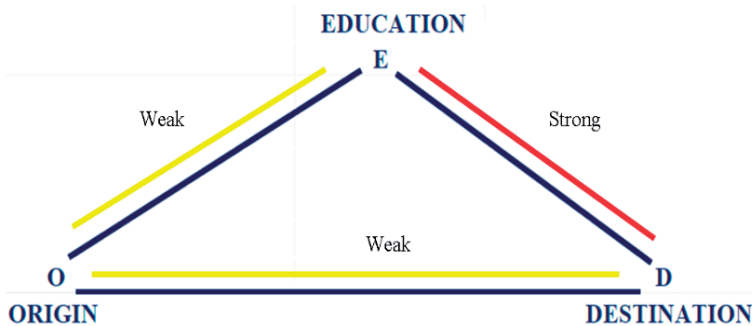 EDUCATION
E
Weak
Strong
Weak
O
D
ORIGIN
DESTINATION